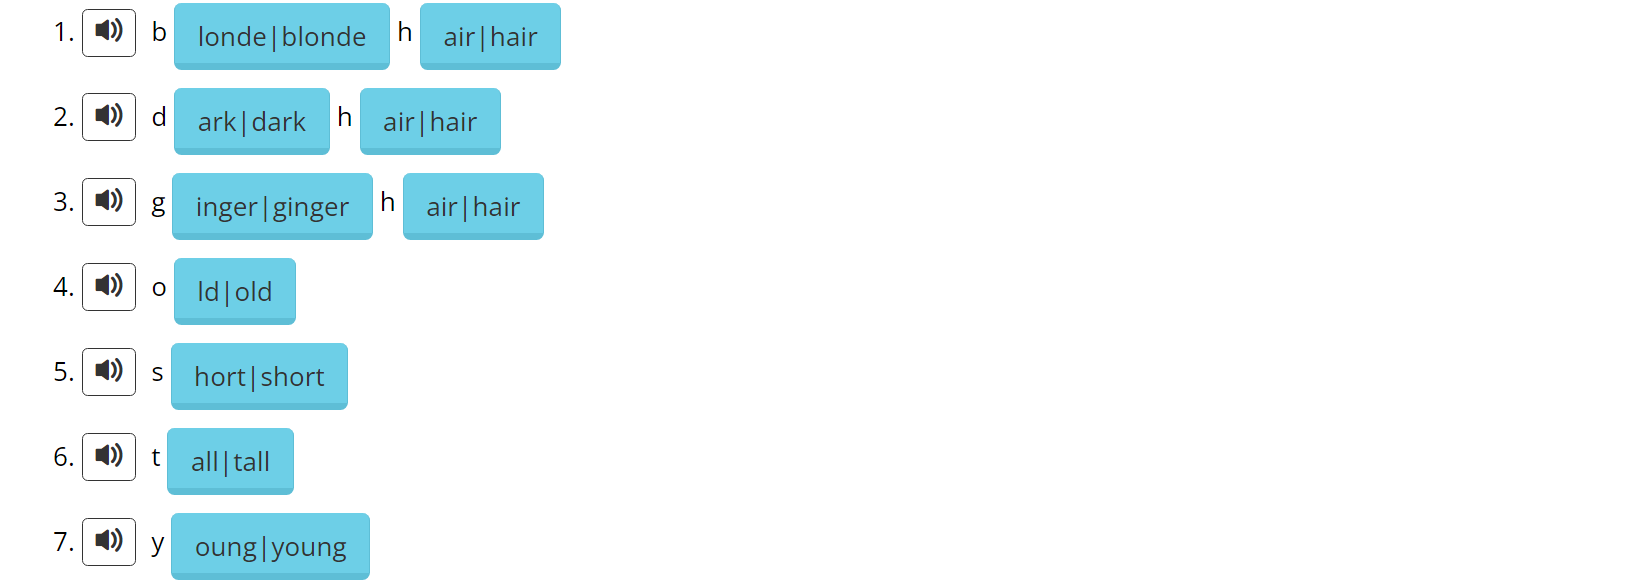 1. b londe|blonde h air|hair
2. d ark|dark h air|hair
3. g inger|ginger h air|hair
4. o ld|old
5. s hort|short
6. t all|tall
7. y oung|young